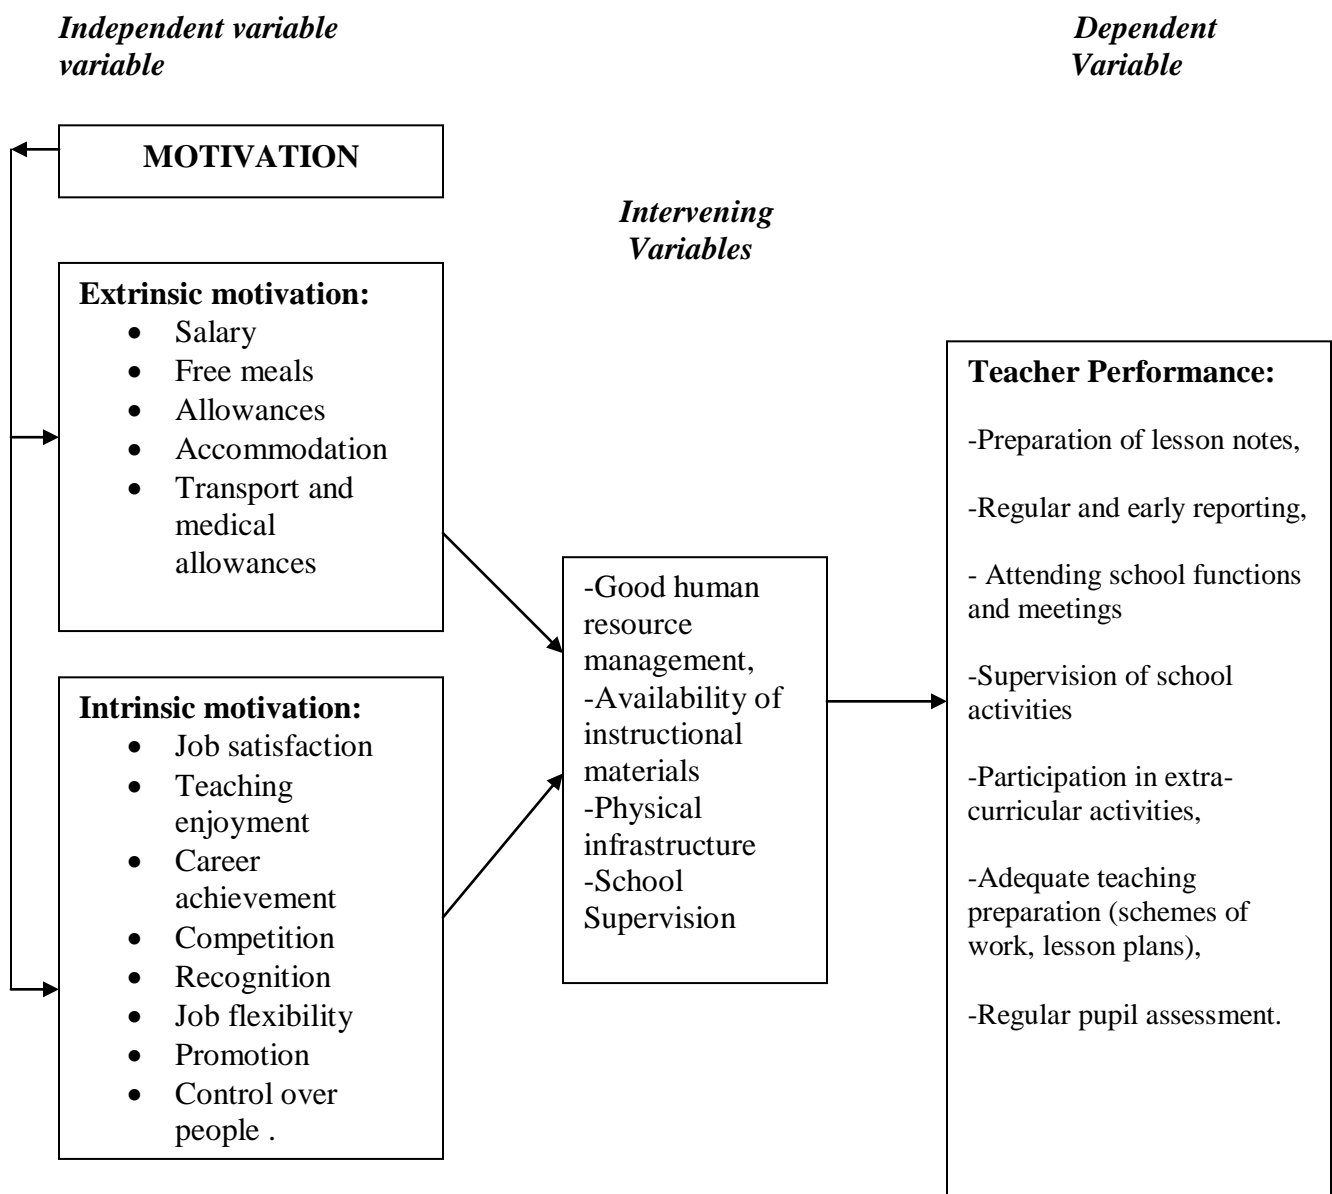 Independent variable
variable
Dependent
Variable
MOTIVATION
Intervening
Variables
Extrinsic motivation:
• Salary
• Free meals
• Allowances
• Accommodation
• Transport and
medical
allowances
Intrinsic motivation:
• Job satisfaction
• Teaching
enjoyment
• Career
achievement
• Competition
• Recognition
• Job flexibility
• Promotion
• Control over
people .
-Good human
resource
management,
-Availability of
instructional
materials
-Physical
infrastructure
-School
Supervision
Teacher Performance:
-Preparation of lesson notes,
-Regular and early reporting,
- Attending school functions
and meetings
-Supervision of school
activities
-Participation in extra-
curricular activities,
-Adequate teaching
preparation (schemes of
work, lesson plans),
-Regular pupil assessment.